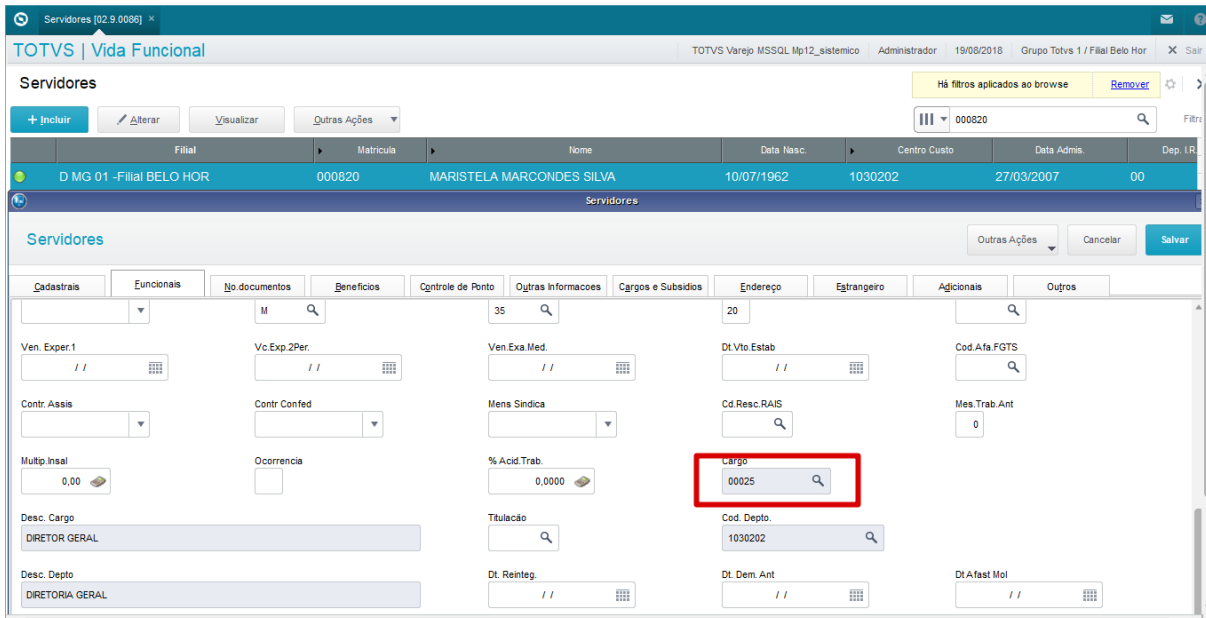 Servidores [02.9.0086] ×
TOTVS | Vida Funcional
TOTVS Varejo MSSQL Mp12_sistemico Administrador 19/08/2018 Grupo Totvs 1 / Filial Belo Hor X Sair
Servidores
Há filtros aplicados ao browse Remover
+ Incluir Alterar Visualizar Outras Ações 000820 Filtra
Filial Matricula Nome Data Nasc. Centro Custo Data Admis. Dep. I.R.
D MG 01 -Filial BELO HOR 000820 MARISTELA MARCONDES SILVA 10/07/1962 1030202 27/03/2007 00
Servidores
Servidores Outras Ações Cancelar Salvar
Cadastrais Funcionais No.documentos Beneficios Controle de Ponto Outras Informacoes Cargos e Subsidios Endereço Estrangeiro Adicionais Outros
M 35 20
Ven. Exper.1 Vc.Exp.2Per. Ven.Exa.Med. Dt.Vto.Estab Cod.Afa.FGTS
/ / / / / / / /
Contr. Assis Contr Confed Mens Sindica Cd.Resc.RAIS Mes.Trab.Ant
0
Multip.Insal Ocorrencia % Acid.Trab. Cargo
0,00 0,0000 00025
Desc. Cargo Titulacão Cod. Depto.
DIRETOR GERAL 1030202
Desc. Depto Dt. Reinteg. Dt. Dem. Ant Dt Afast Mol
DIRETORIA GERAL / / / / / /